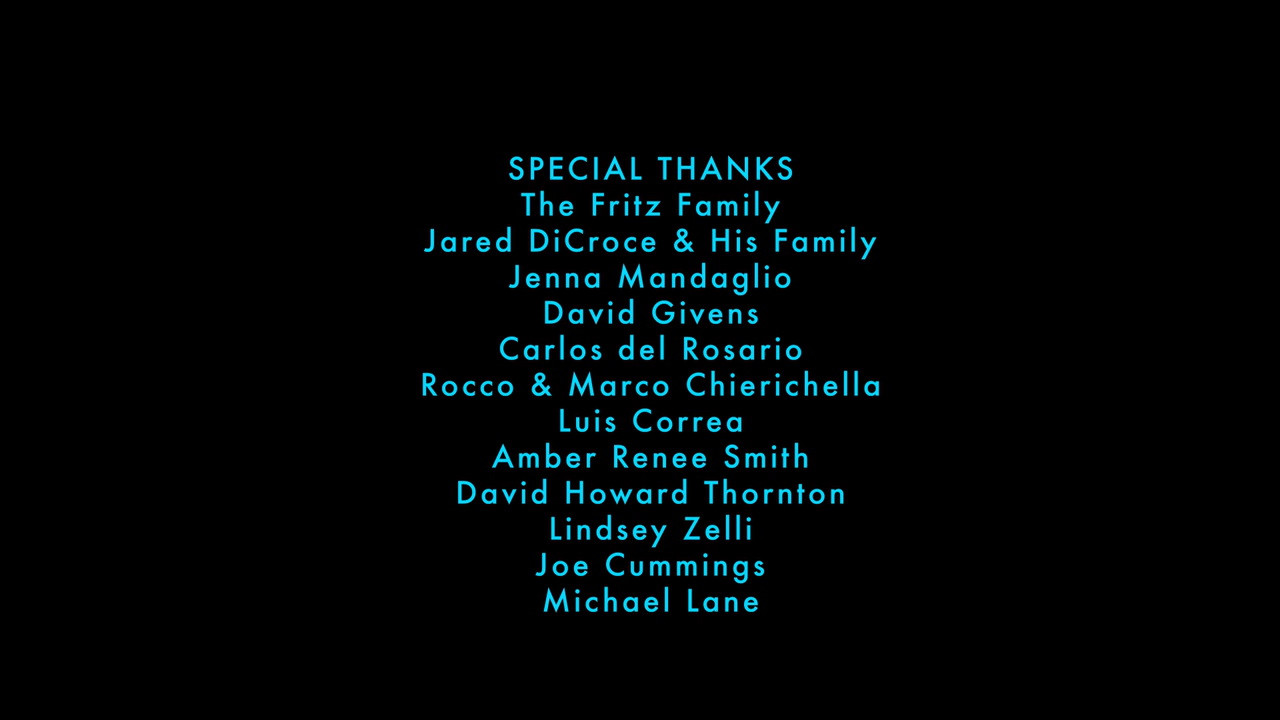 SPECIAL THANKS
The Fritz Family
Jared DiCroce & His Family
Jenna Mandaglio
David Givens
Carlos del Rosario
Rocco & Marco Chierichella
Luis Correa
Amber Renee Smith
David Howard Thornton
Lindsey Zelli
Joe Cummings
Michael Lane